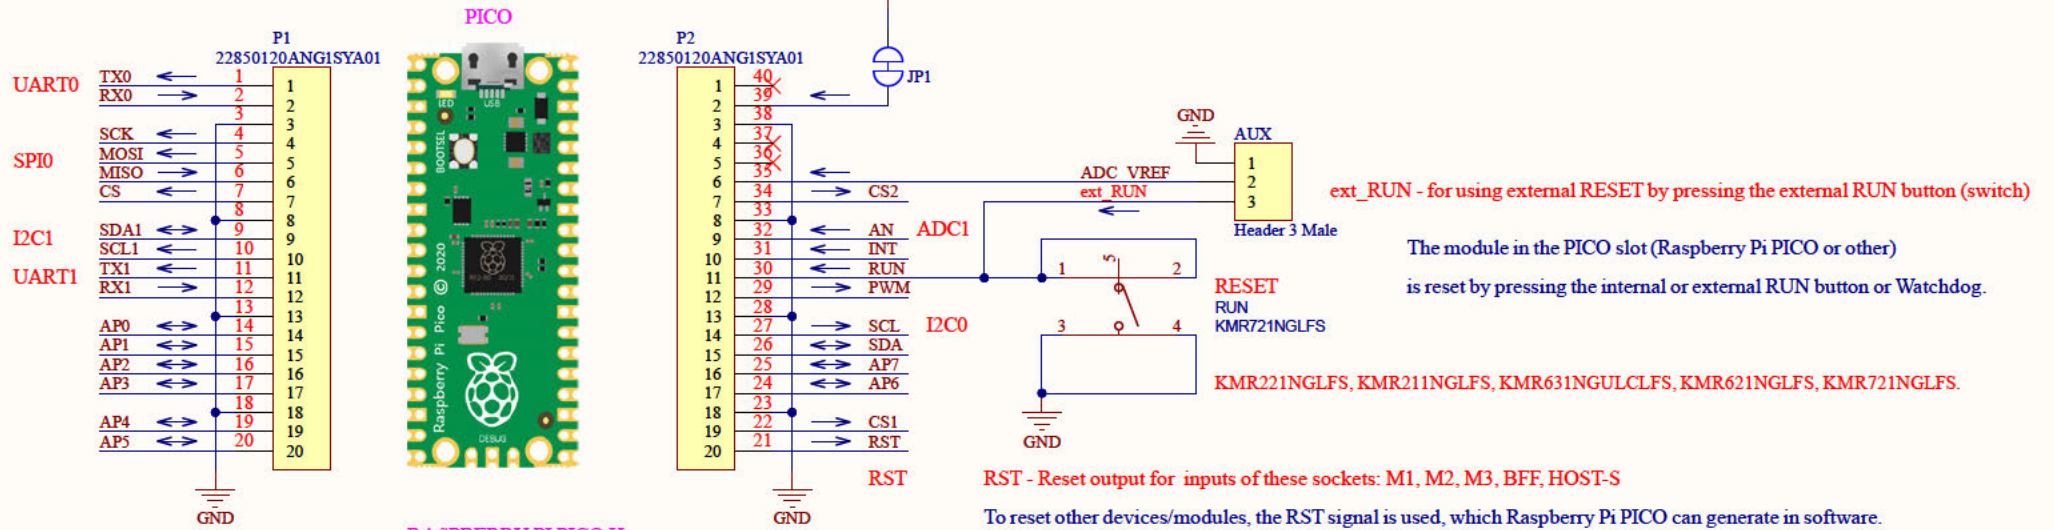 PICO
P1
22850120ANG1SYA01
UART0
TX0 1 1
RX0 2 2
3 3
SPI0
SCK 4 4
MOSI 5 5
MISO 6 6
CS 7 7
8 8
I2C1
SDA1 9 9
SCL1 10 10
UART1
TX1 11 11
RX1 12 12
13 13
AP0 14 14
AP1 15 15
AP2 16 16
AP3 17 17
18 18
AP4 19 19
AP5 20 20
GND
LED
USB
BOOTSEL
Raspberry Pi Pico © 2020
DEBUG
P2
22850120ANG1SYA01
JP1
1 40
2 39
3 38
4 37
5 36
6 35
7 34 CS2
8 33
9 32 AN ADC1
10 31 INT
11 30 RUN
12 29 PWM
13 28
14 27 SCL I2C0
15 26 SDA
16 25 AP7
17 24 AP6
18 23
19 22 CS1
20 21 RST
GND
RST
GND
AUX
1
ADC_VREF 2
ext_RUN 3
Header 3 Male
ext_RUN - for using external RESET by pressing the external RUN button (switch)
The module in the PICO slot (Raspberry Pi PICO or other)
is reset by pressing the internal or external RUN button or Watchdog.
1 5 2
3 4
RESET
RUN
KMR721NGLFS
GND
KMR221NGLFS, KMR211NGLFS, KMR631NGULCLFS, KMR621NGLFS, KMR721NGLFS.
RST - Reset output for inputs of these sockets: M1, M2, M3, BFF, HOST-S
To reset other devices/modules, the RST signal is used, which Raspberry Pi PICO can generate in software.